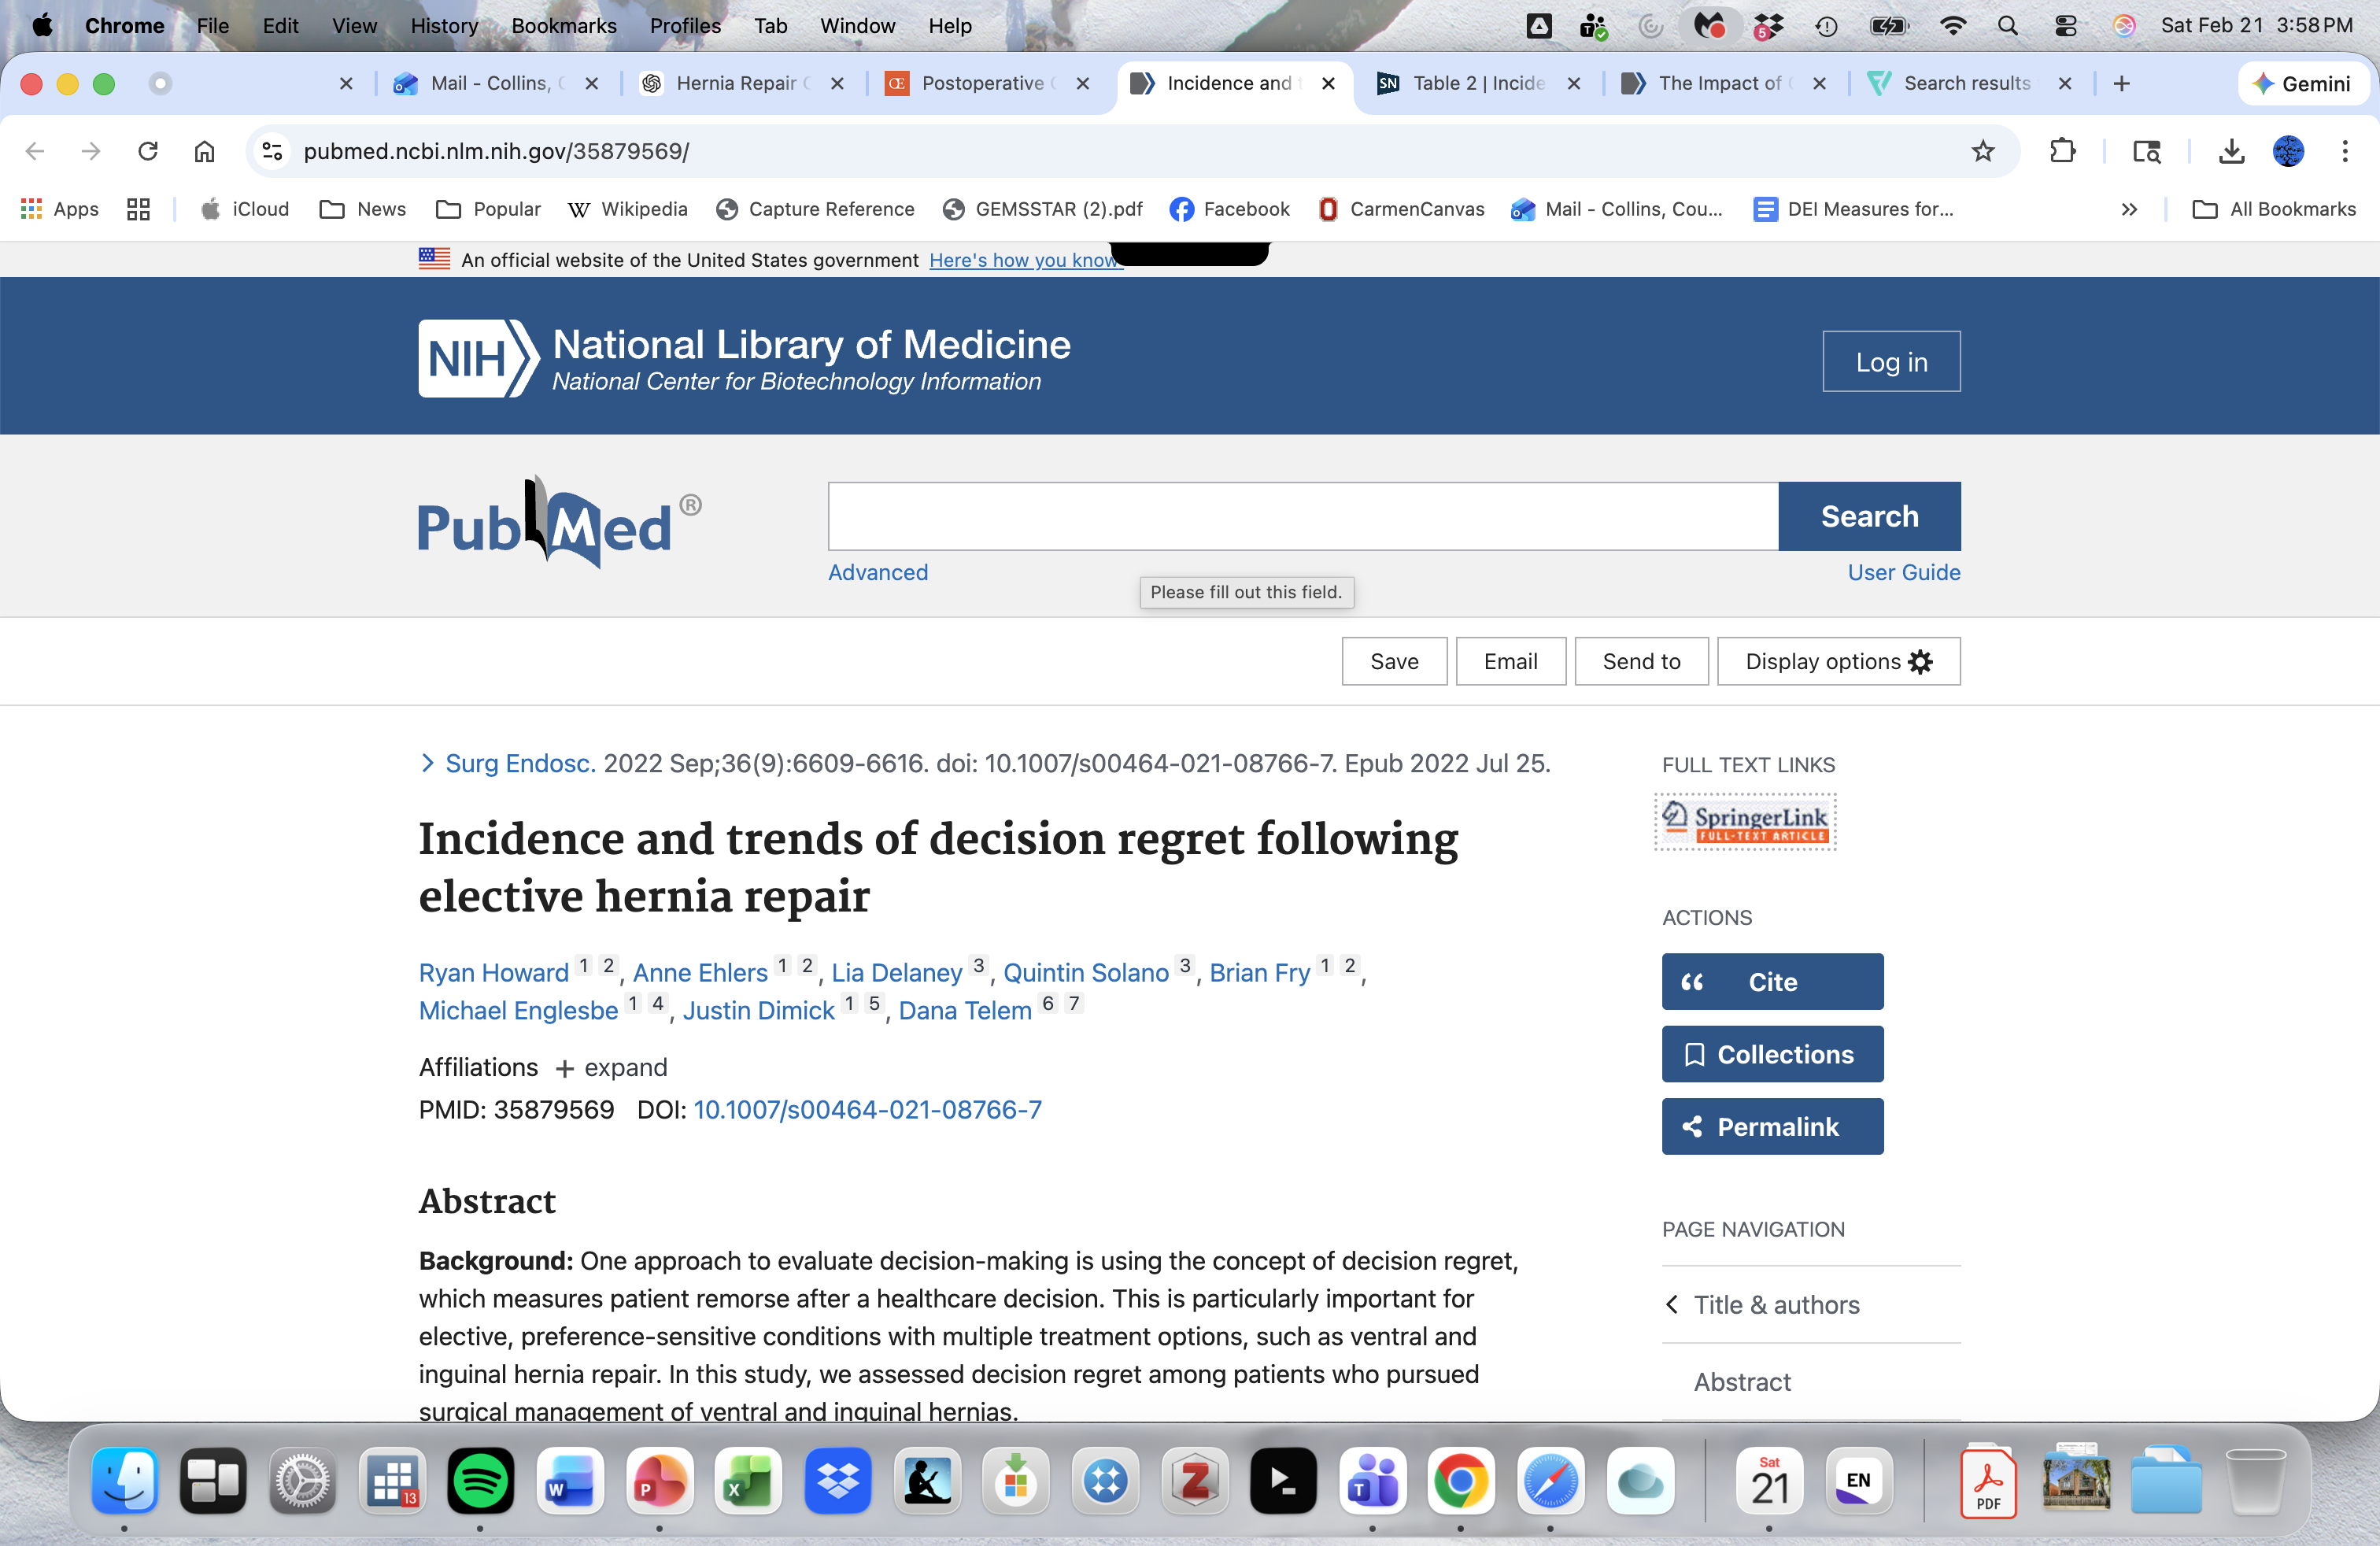 Chrome File Edit View History Bookmarks Profiles Tab Window Help 5 Sat Feb 21 3:58 PM
Mail - Collins, Hernia Repair Postoperative Incidence and SN Table 2 | Incide The Impact of Search results Gemini
pubmed.ncbi.nlm.nih.gov/35879569/
Apps iCloud News Popular Wikipedia Capture Reference GEMSSTAR (2).pdf Facebook CarmenCanvas Mail - Collins, Cou... DEI Measures for... All Bookmarks
An official website of the United States government Here's how you know
NIH National Library of Medicine
National Center for Biotechnology Information
Log in
PubMed®
Search
Advanced
User Guide
Please fill out this field.
Save Email Send to Display options
Surg Endosc. 2022 Sep;36(9):6609-6616. doi: 10.1007/s00464-021-08766-7. Epub 2022 Jul 25.
Incidence and trends of decision regret following
elective hernia repair
Ryan Howard 1 2, Anne Ehlers 1 2, Lia Delaney 3, Quintin Solano 3, Brian Fry 1 2,
Michael Englesbe 1 4, Justin Dimick 1 5, Dana Telem 6 7
Affiliations + expand
PMID: 35879569 DOI: 10.1007/s00464-021-08766-7
Abstract
Background: One approach to evaluate decision-making is using the concept of decision regret,
which measures patient remorse after a healthcare decision. This is particularly important for
elective, preference-sensitive conditions with multiple treatment options, such as ventral and
inguinal hernia repair. In this study, we assessed decision regret among patients who pursued
surgical management of ventral and inguinal hernias.
FULL TEXT LINKS
SpringerLink
FULL-TEXT ARTICLE
ACTIONS
Cite
Collections
Permalink
PAGE NAVIGATION
Title & authors
Abstract
13 W P X Z T Sat 21 EN PDF